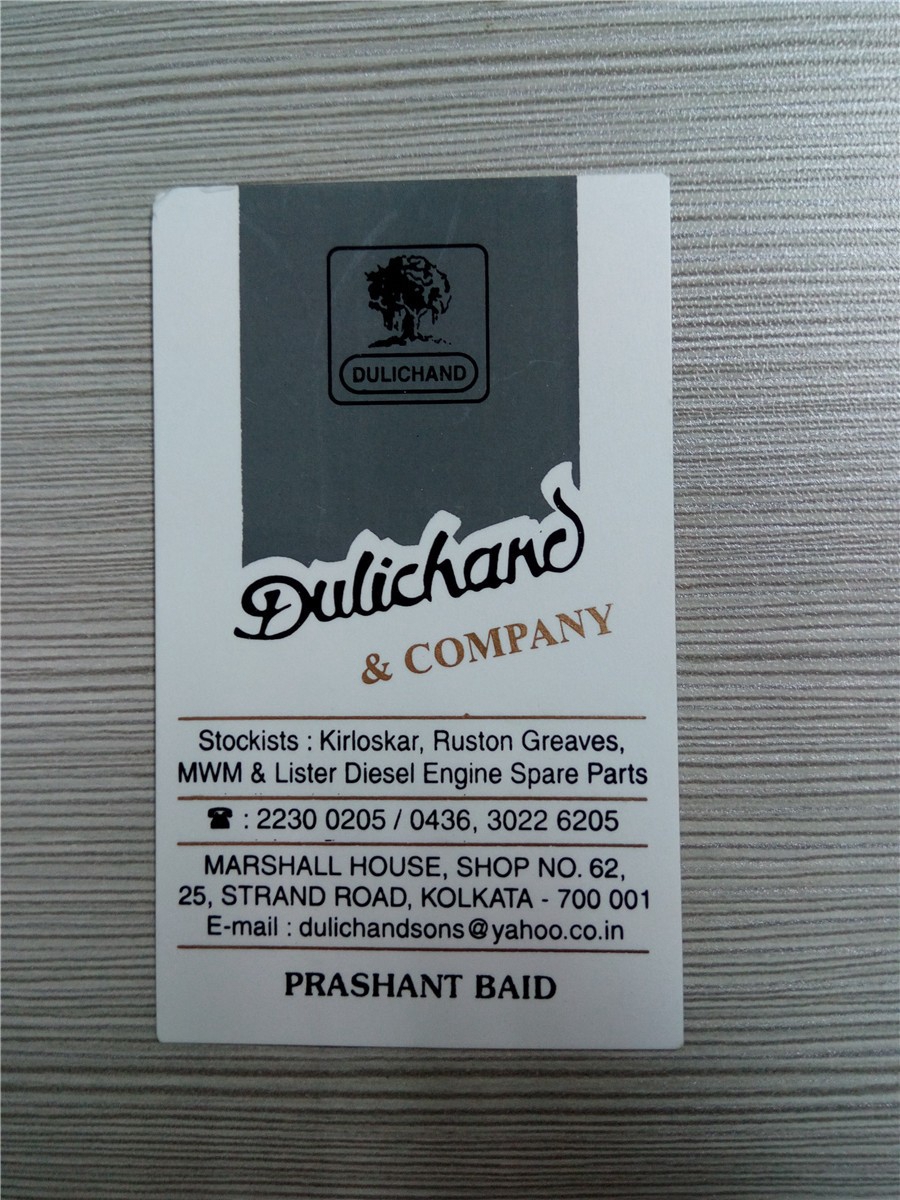 DULICHAND
Dulichand
& COMPANY
Stockists : Kirloskar, Ruston Greaves,
MWM & Lister Diesel Engine Spare Parts
☎ : 2230 0205 / 0436, 3022 6205
MARSHALL HOUSE, SHOP NO. 62,
25, STRAND ROAD, KOLKATA - 700 001
E-mail : dulichandsons@yahoo.co.in
PRASHANT BAID